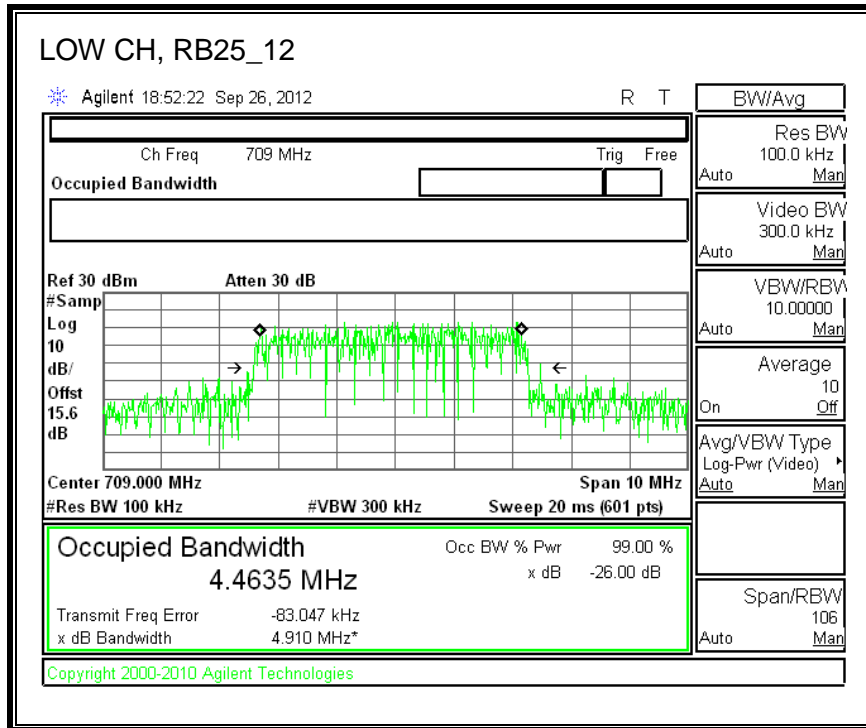 LOW CH, RB25_12
Agilent 18:52:22 Sep 26, 2012 R T
Ch Freq 709 MHz Trig Free
Occupied Bandwidth
Ref 30 dBm Atten 30 dB
#Samp
Log
10
dB/
Offst
15.6
dB
Center 709.000 MHz Span 10 MHz
#Res BW 100 kHz #VBW 300 kHz Sweep 20 ms (601 pts)
Occupied Bandwidth Occ BW % Pwr 99.00 %
4.4635 MHz x dB -26.00 dB
Transmit Freq Error -83.047 kHz
x dB Bandwidth 4.910 MHz*
Copyright 2000-2010 Agilent Technologies
BW/Avg
Res BW
100.0 kHz
Auto Man
Video BW
300.0 kHz
Auto Man
VBW/RBW
10.00000
Auto Man
Average
10
On Off
Avg/VBW Type
Log-Pwr (Video)
Auto Man
Span/RBW
106
Auto Man